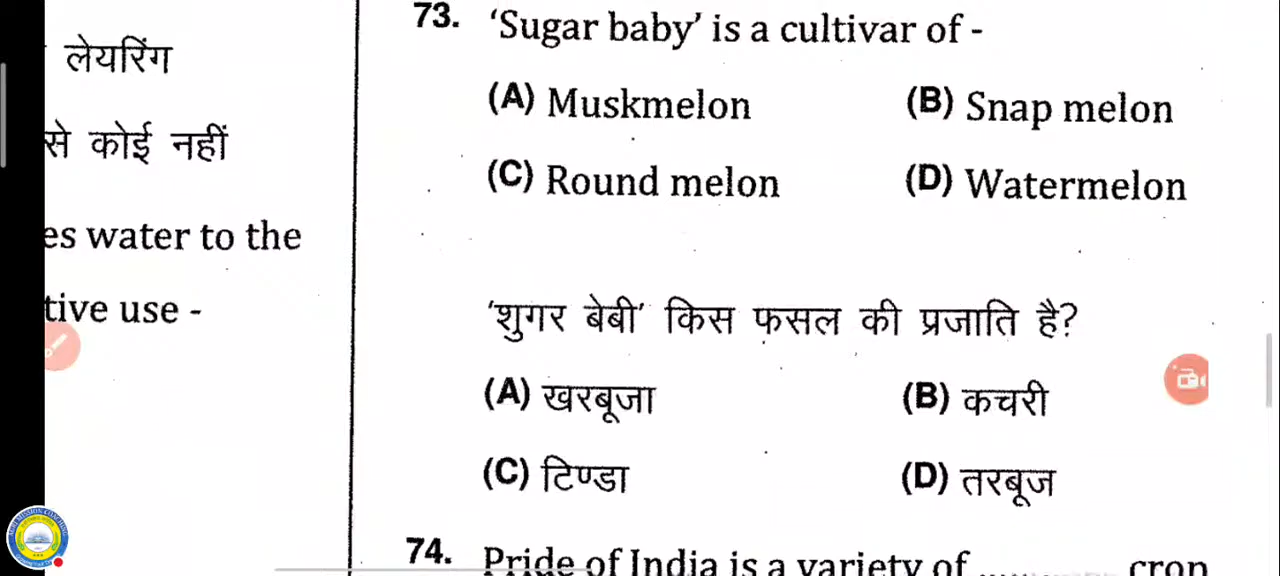 लेयरिंग
से कोई नहीं
es water to the
tive use -
73. ‘Sugar baby’ is a cultivar of -
(A) Muskmelon (B) Snap melon
(C) Round melon (D) Watermelon
‘शुगर बेबी’ किस फसल की प्रजाति है?
(A) खरबूजा (B) कचरी
(C) टिण्डा (D) तरबूज
74. Pride of India is a variety of ......... crop